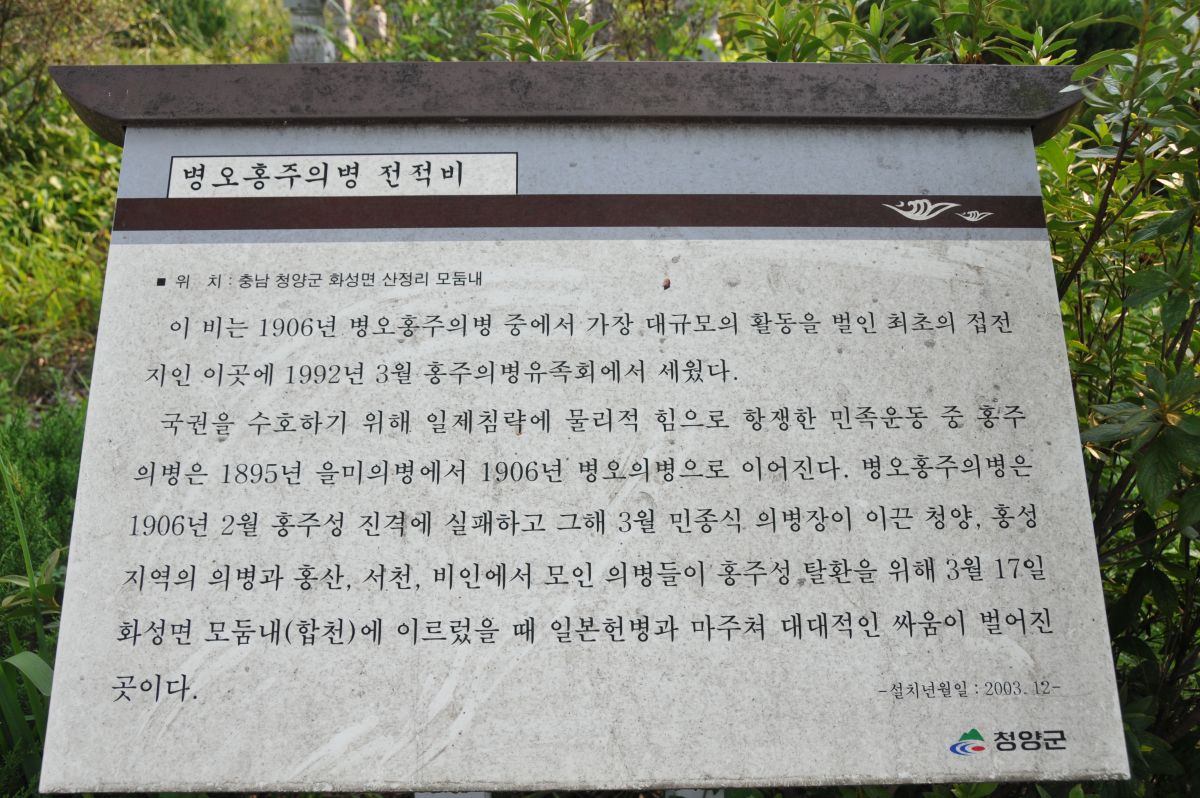 병오홍주의병 전적비
■ 위 치 : 충남 청양군 화성면 산정리 모둠내
이 비는 1906년 병오홍주의병 중에서 가장 대규모의 활동을 벌인 최초의 접전
지인 이곳에 1992년 3월 홍주의병유족회에서 세웠다.
국권을 수호하기 위해 일제침략에 물리적 힘으로 항쟁한 민족운동 중 홍주
의병은 1895년 을미의병에서 1906년 병오의병으로 이어진다. 병오홍주의병은
1906년 2월 홍주성 진격에 실패하고 그해 3월 민종식 의병장이 이끈 청양, 홍성
지역의 의병과 홍산, 서천, 비인에서 모인 의병들이 홍주성 탈환을 위해 3월 17일
화성면 모둠내(합천)에 이르렀을 때 일본헌병과 마주쳐 대대적인 싸움이 벌어진
곳이다.
-설치년월일 : 2003. 12-
청양군